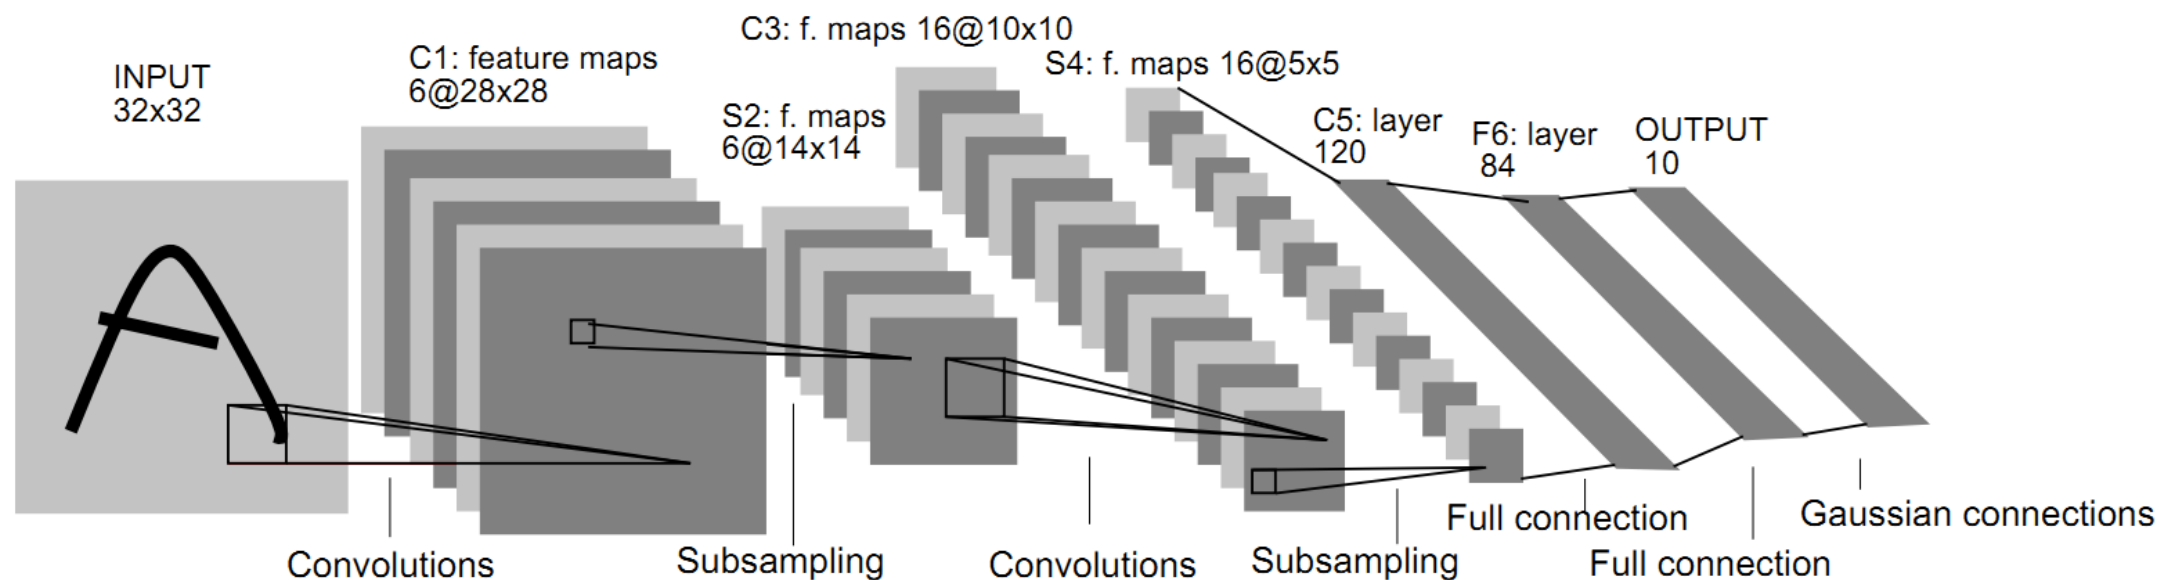 INPUT
32x32
C1: feature maps
6@28x28
S2: f. maps
6@14x14
C3: f. maps 16@10x10
S4: f. maps 16@5x5
C5: layer
120
F6: layer
84
OUTPUT
10
Convolutions
Subsampling
Convolutions
Subsampling
Full connection
Full connection
Gaussian connections